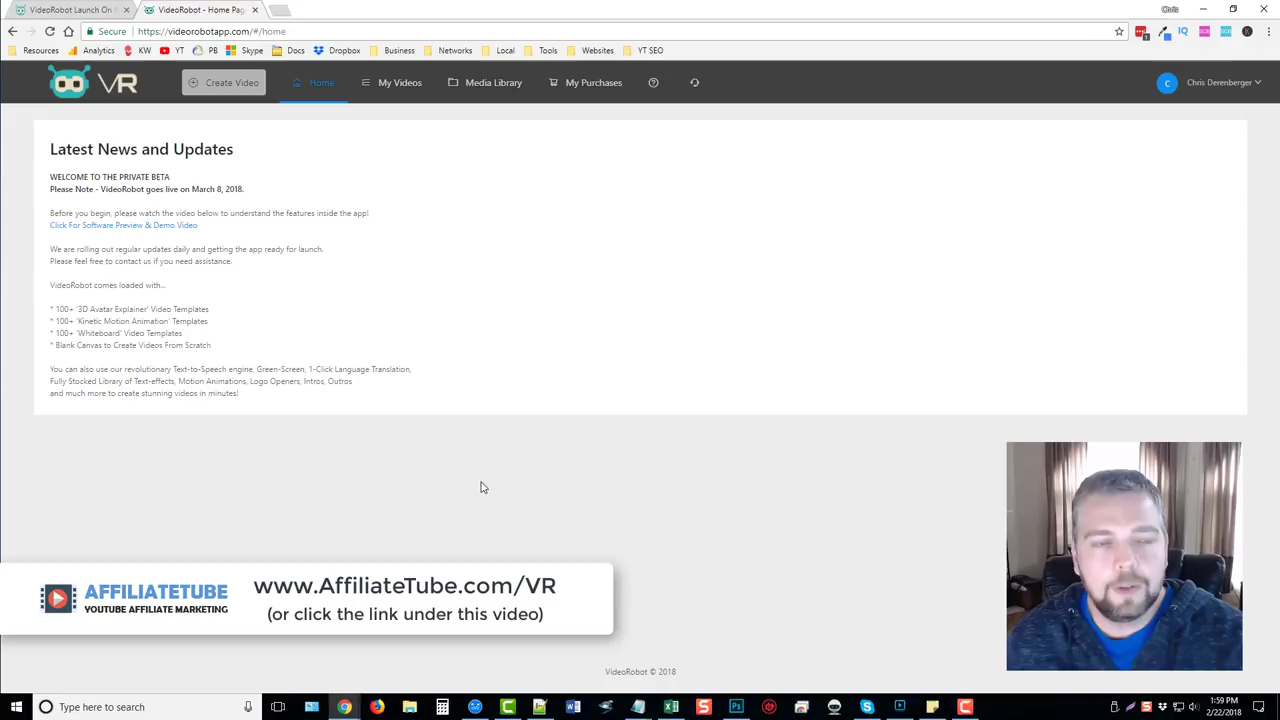 VideoRobot Launch On
VideoRobot - Home Pag
Chris
Secure
https://videorobotapp.com/#/home
Resources
Analytics
KW
YT
PB
Skype
Docs
Dropbox
Business
Networks
Local
Tools
Websites
YT SEO
VR
Create Video
Home
My Videos
Media Library
My Purchases
C
Chris Derenberger
Latest News and Updates
WELCOME TO THE PRIVATE BETA
Please Note - VideoRobot goes live on March 8, 2018.
Before you begin, please watch the video below to understand the features inside the app!
Click For Software Preview & Demo Video
We are rolling out regular updates daily and getting the app ready for launch.
Please feel free to contact us if you need assistance.
VideoRobot comes loaded with...
* 100+ '3D Avatar Explainer' Video Templates
* 100+ 'Kinetic Motion Animation' Templates
* 100+ 'Whiteboard' Video Templates
* Blank Canvas to Create Videos From Scratch
You can also use our revolutionary Text-to-Speech engine, Green-Screen, 1-Click Language Translation,
Fully Stocked Library of Text-effects, Motion Animations, Logo Openers, Intros, Outros
and much more to create stunning videos in minutes!
AFFILIATETUBE
YOUTUBE AFFILIATE MARKETING
www.AffiliateTube.com/VR
(or click the link under this video)
VideoRobot © 2018
Type here to search
1:59 PM
2/22/2018